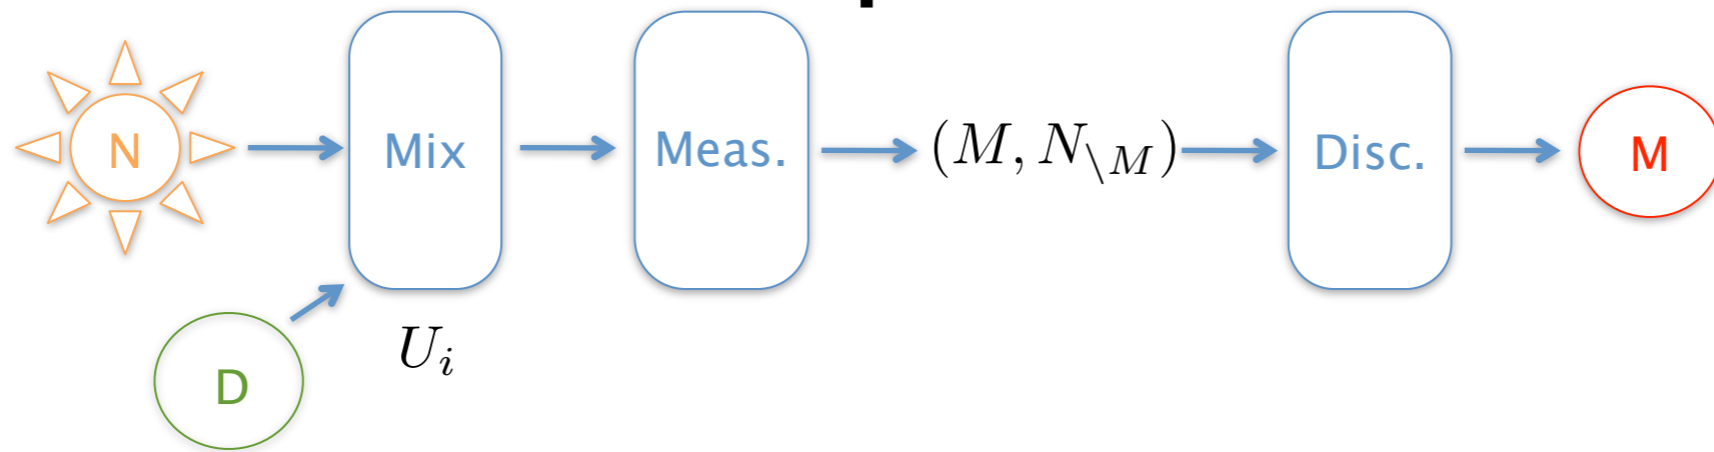 N
Mix
Meas.
(M, N_{\M})
Disc.
M
U_i
D